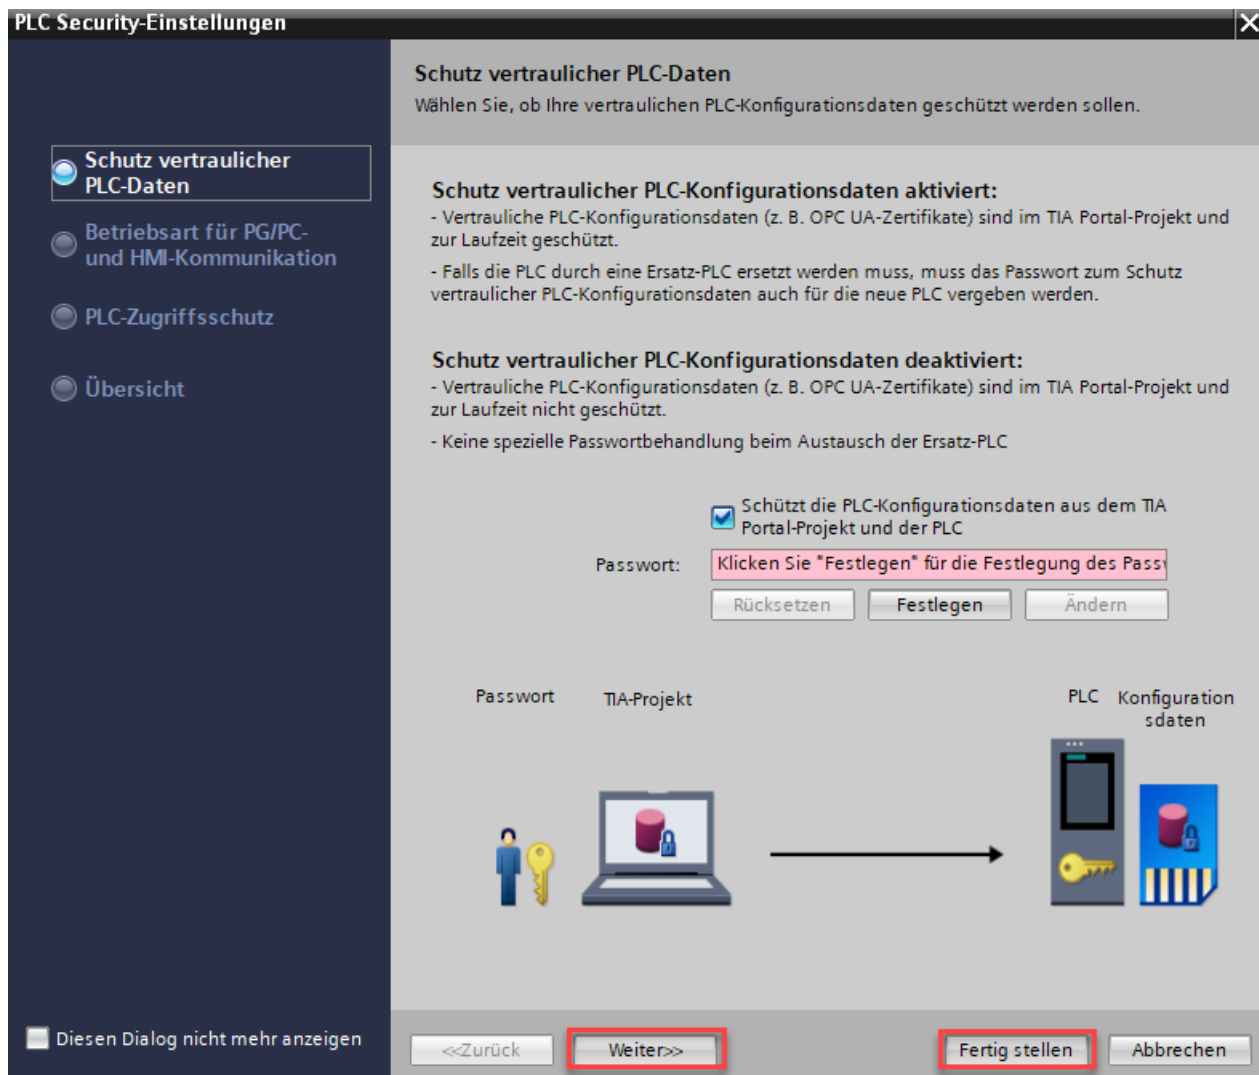 PLC Security-Einstellungen
Schutz vertraulicher PLC-Daten
Wählen Sie, ob Ihre vertraulichen PLC-Konfigurationsdaten geschützt werden sollen.
Schutz vertraulicher
PLC-Daten
Betriebsart für PG/PC-
und HMI-Kommunikation
PLC-Zugriffsschutz
Übersicht
Schutz vertraulicher PLC-Konfigurationsdaten aktiviert:
- Vertrauliche PLC-Konfigurationsdaten (z. B. OPC UA-Zertifikate) sind im TIA Portal-Projekt und
zur Laufzeit geschützt.
- Falls die PLC durch eine Ersatz-PLC ersetzt werden muss, muss das Passwort zum Schutz
vertraulicher PLC-Konfigurationsdaten auch für die neue PLC vergeben werden.
Schutz vertraulicher PLC-Konfigurationsdaten deaktiviert:
- Vertrauliche PLC-Konfigurationsdaten (z. B. OPC UA-Zertifikate) sind im TIA Portal-Projekt und
zur Laufzeit nicht geschützt.
- Keine spezielle Passwortbehandlung beim Austausch der Ersatz-PLC
Schützt die PLC-Konfigurationsdaten aus dem TIA
Portal-Projekt und der PLC
Passwort:
Klicken Sie "Festlegen" für die Festlegung des
Rücksetzen
Festlegen
Ändern
Passwort
TIA-Projekt
PLC
Konfiguration
sdaten
Diesen Dialog nicht mehr anzeigen
<<Zurück
Weiter>>
Fertig stellen
Abbrechen